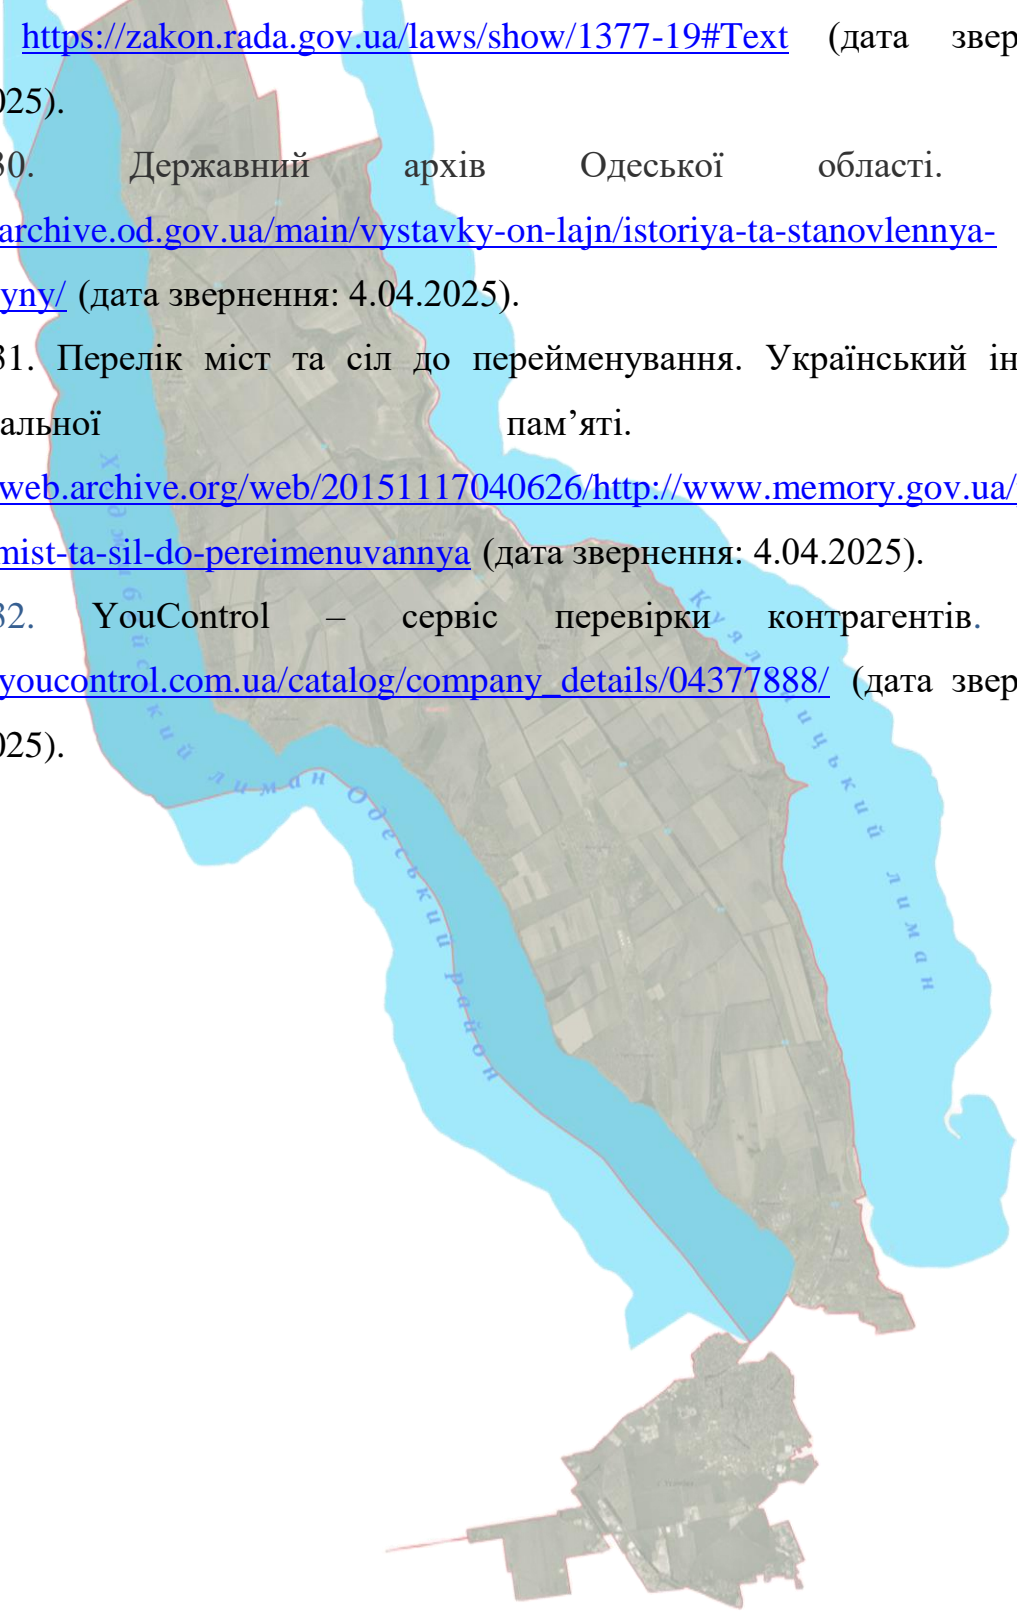 https://zakon.rada.gov.ua/laws/show/1377-19#Text (дата звер
025).
30. Державний архів Одеської області.
archive.od.gov.ua/main/vystavky-on-lajn/istoriya-ta-stanovlennya-
yny/ (дата звернення: 4.04.2025).
31. Перелік міст та сіл до перейменування. Український ін
альної пам’яті.
web.archive.org/web/20151117040626/http://www.memory.gov.ua/
mist-ta-sil-do-pereimenuvannya (дата звернення: 4.04.2025).
32. YouControl – сервіс перевірки контрагентів.
youcontrol.com.ua/catalog/company_details/04377888/ (дата звер
025).
Хаджибейський лиман
Одеський район
Куяльницький лиман